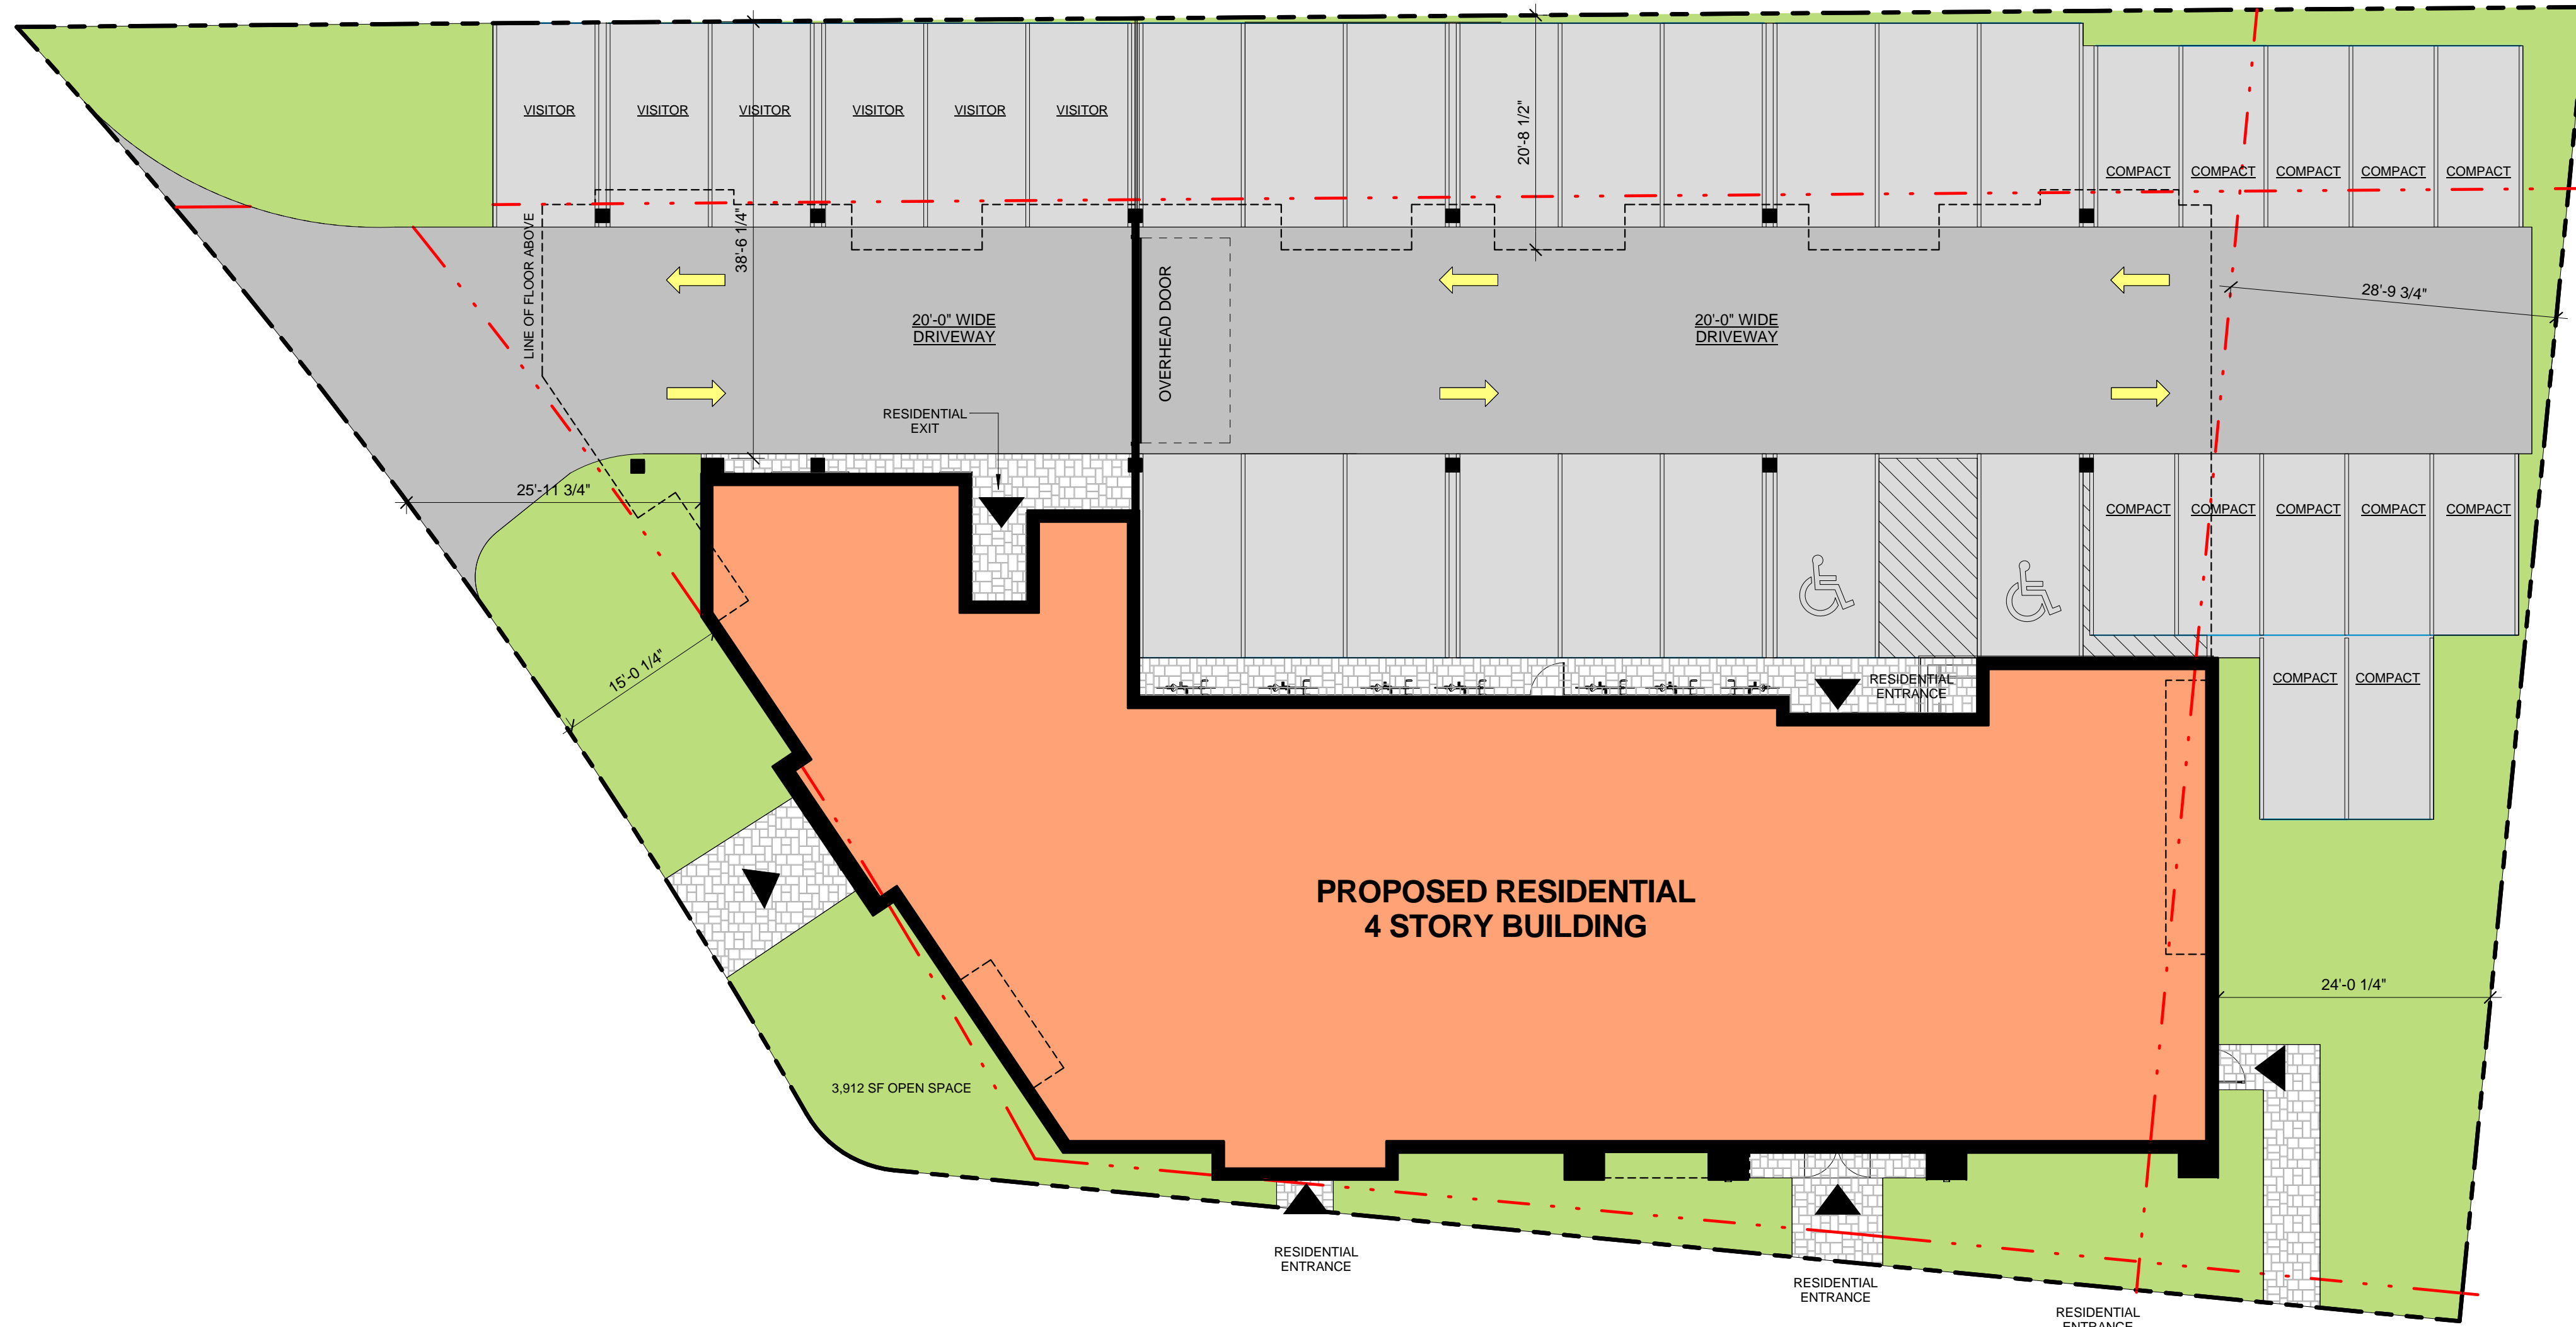 VISITOR
VISITOR
VISITOR
VISITOR
VISITOR
VISITOR
20'-8 1/2"
COMPACT
COMPACT
COMPACT
COMPACT
COMPACT
LINE OF FLOOR ABOVE
38'-6 1/4"
OVERHEAD DOOR
20'-0" WIDE
DRIVEWAY
20'-0" WIDE
DRIVEWAY
28'-9 3/4"
RESIDENTIAL
EXIT
25'-11 3/4"
COMPACT
COMPACT
COMPACT
COMPACT
COMPACT
15'-0 1/4"
RESIDENTIAL
ENTRANCE
COMPACT
COMPACT
PROPOSED RESIDENTIAL
4 STORY BUILDING
24'-0 1/4"
3,912 SF OPEN SPACE
RESIDENTIAL
ENTRANCE
RESIDENTIAL
ENTRANCE
RESIDENTIAL
ENTRANCE